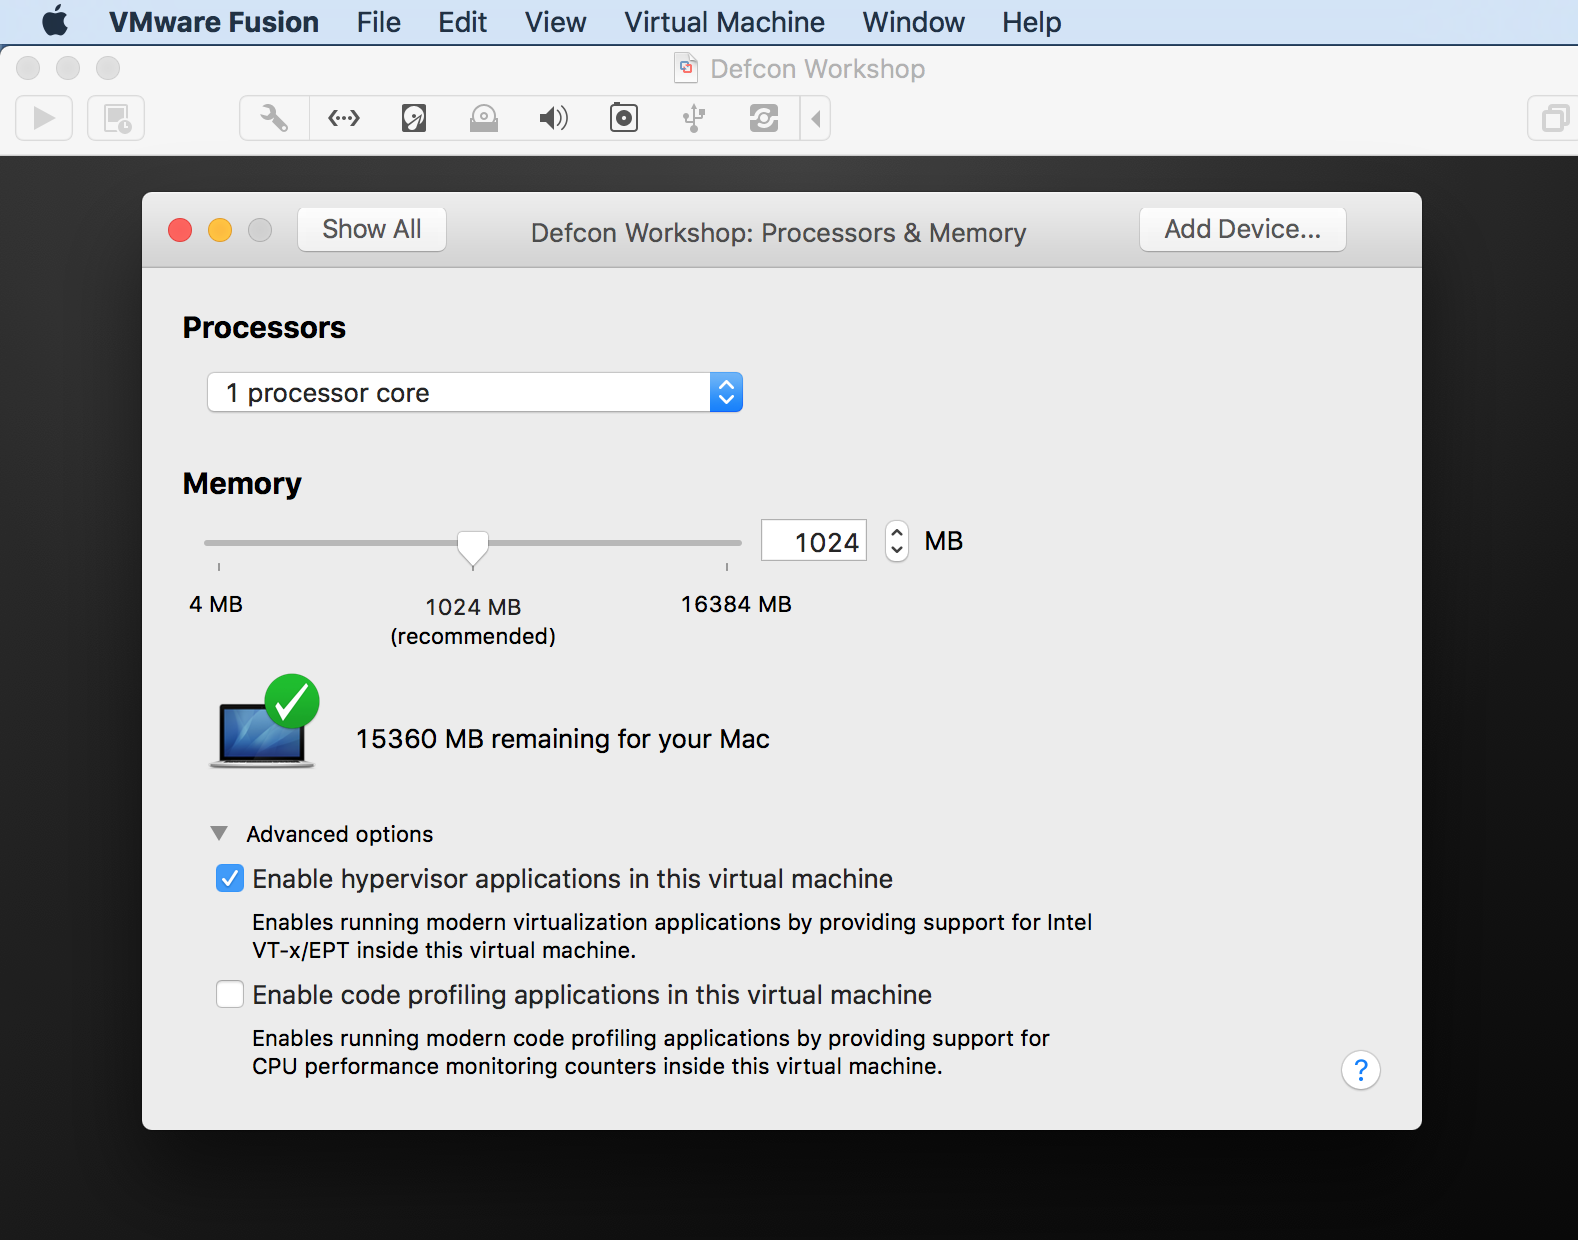 VMware Fusion File Edit View Virtual Machine Window Help
Defcon Workshop
Show All Defcon Workshop: Processors & Memory Add Device...
Processors
1 processor core
Memory
1024 MB
4 MB 1024 MB 16384 MB
(recommended)
15360 MB remaining for your Mac
Advanced options
Enable hypervisor applications in this virtual machine
Enables running modern virtualization applications by providing support for Intel
VT-x/EPT inside this virtual machine.
Enable code profiling applications in this virtual machine
Enables running modern code profiling applications by providing support for
CPU performance monitoring counters inside this virtual machine.
?